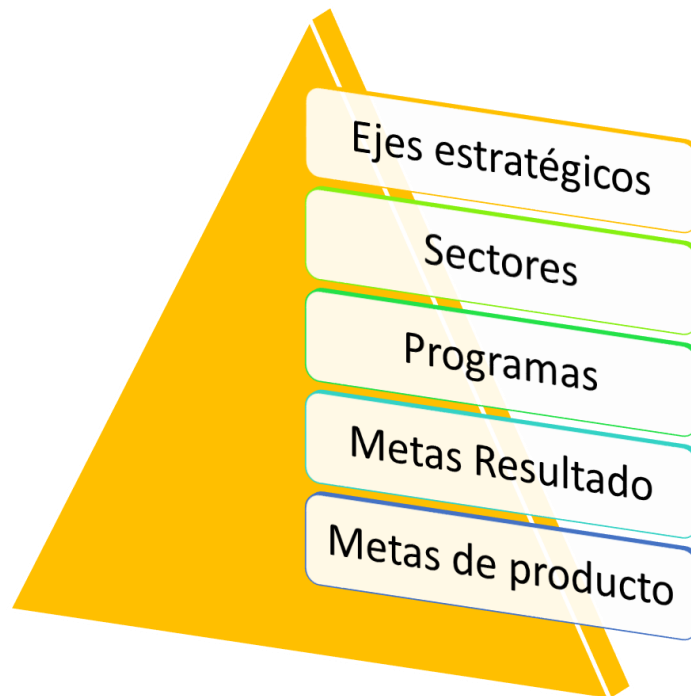 Ejes estratégicos
Sectores
Programas
Metas Resultado
Metas de producto